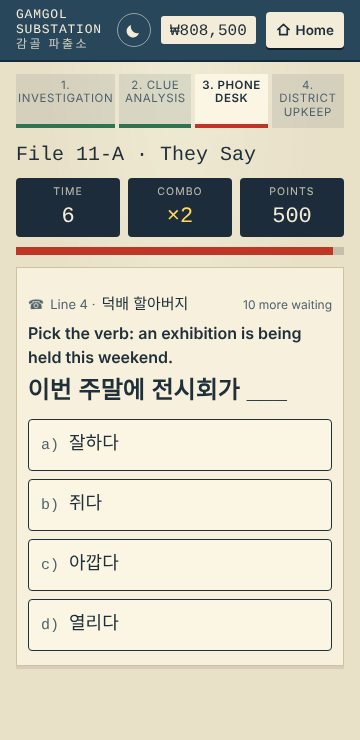 GAMGOL
SUBSTATION
감골 파출소
₩808,500
Home
1.
INVESTIGATION
2. CLUE
ANALYSIS
3. PHONE
DESK
4.
DISTRICT
UPKEEP
File 11-A · They Say
TIME
6
COMBO
×2
POINTS
500
☎ Line 4 · 덕배 할아버지
10 more waiting
Pick the verb: an exhibition is being
held this weekend.
이번 주말에 전시회가 ___
a) 잘하다
b) 쥐다
c) 아깝다
d) 열리다